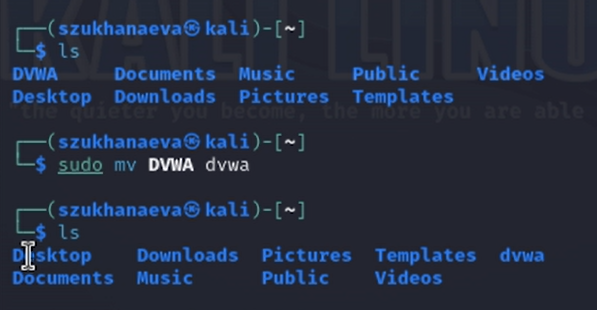 (szukhanaeva㉿kali)-[~]
$ ls
DVWA Documents Music Public Videos
Desktop Downloads Pictures Templates
"the quieter you become, the more you are able
(szukhanaeva㉿kali)-[~]
$ sudo mv DVWA dvwa
(szukhanaeva㉿kali)-[~]
$ ls
Desktop Downloads Pictures Templates dvwa
Documents Music Public Videos